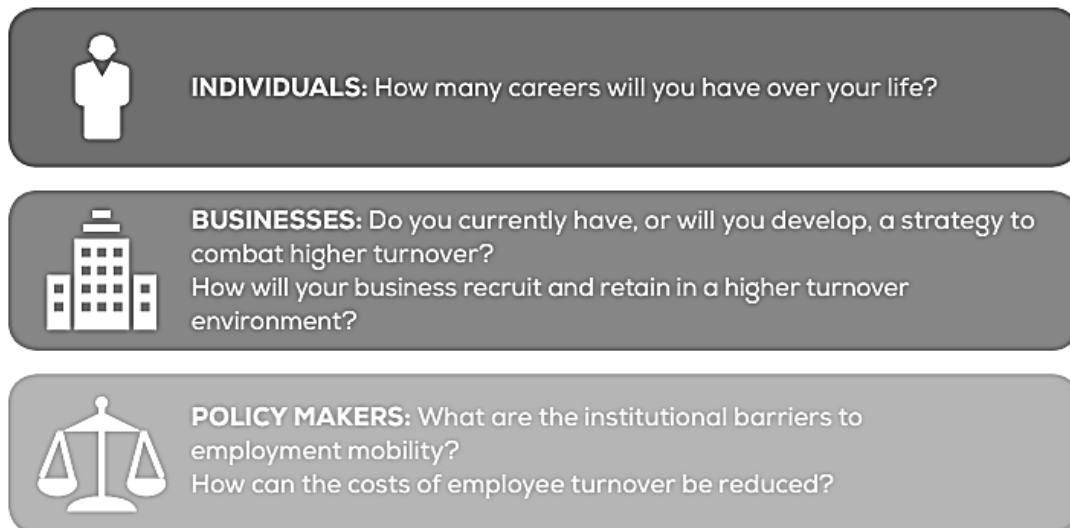 INDIVIDUALS: How many careers will you have over your life?
BUSINESSES: Do you currently have, or will you develop, a strategy to
combat higher turnover?
How will your business recruit and retain in a higher turnover
environment?
POLICY MAKERS: What are the institutional barriers to
employment mobility?
How can the costs of employee turnover be reduced?